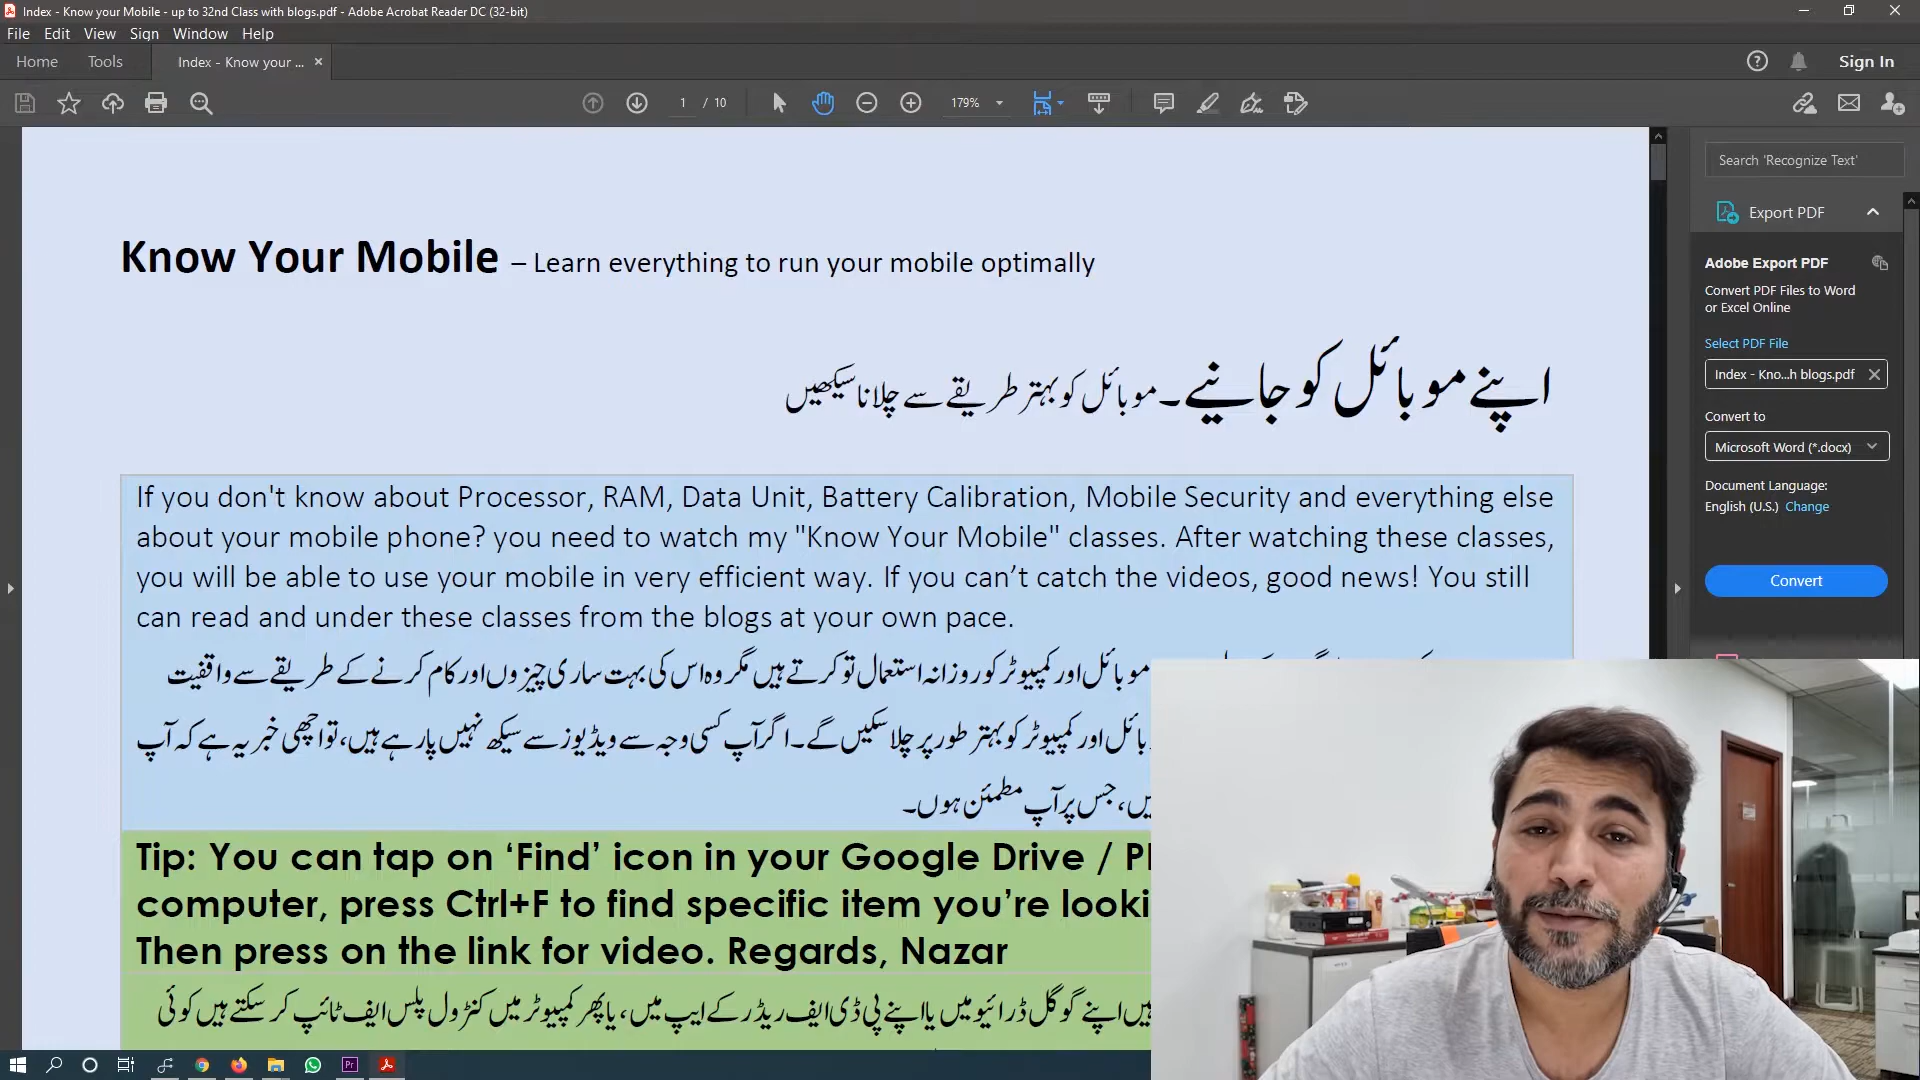 Index - Know your Mobile - up to 32nd Class with blogs.pdf - Adobe Acrobat Reader DC (32-bit)
File Edit View Sign Window Help
Home Tools Index - Know your ...
Sign In
1 / 10
179%
Search 'Recognize Text'
Export PDF
Adobe Export PDF
Convert PDF Files to Word
or Excel Online
Select PDF File
Index - Kno...h blogs.pdf
Convert to
Microsoft Word (*.docx)
Document Language:
English (U.S.) Change
Convert
Know Your Mobile – Learn everything to run your mobile optimally
اپنے موبائل کو جانیے۔ موبائل کو بہتر طریقے سے چلانا سیکھیں
If you don't know about Processor, RAM, Data Unit, Battery Calibration, Mobile Security and everything else
about your mobile phone? you need to watch my "Know Your Mobile" classes. After watching these classes,
you will be able to use your mobile in very efficient way. If you can’t catch the videos, good news! You still
can read and under these classes from the blogs at your own pace.
موبائل اور کمپیوٹر کو روزانہ استعمال تو کرتے ہیں مگر وہ اس کی بہت ساری چیزوں اور کام کرنے کے طریقے سے واقفیت
اور کمپیوٹر کو بہتر طور پر چلا سکیں گے۔ اگر آپ کسی وجہ سے ویڈیوز سے سیکھ نہیں پا رہے ہیں، تو اچھی خبر یہ ہے کہ آپ
جس پر آپ مطمئن ہوں۔
Tip: You can tap on ‘Find’ icon in your Google Drive /
computer, press Ctrl+F to find specific item you’re
Then press on the link for video. Regards, Nazar
اپنے گوگل ڈرائیو میں یا اپنے پی ڈی ایف ریڈر کے ایپ میں، یا پھر کمپیوٹر میں کنٹرول پلس ایف ٹائپ کر سکتے ہیں کوئی
Pr